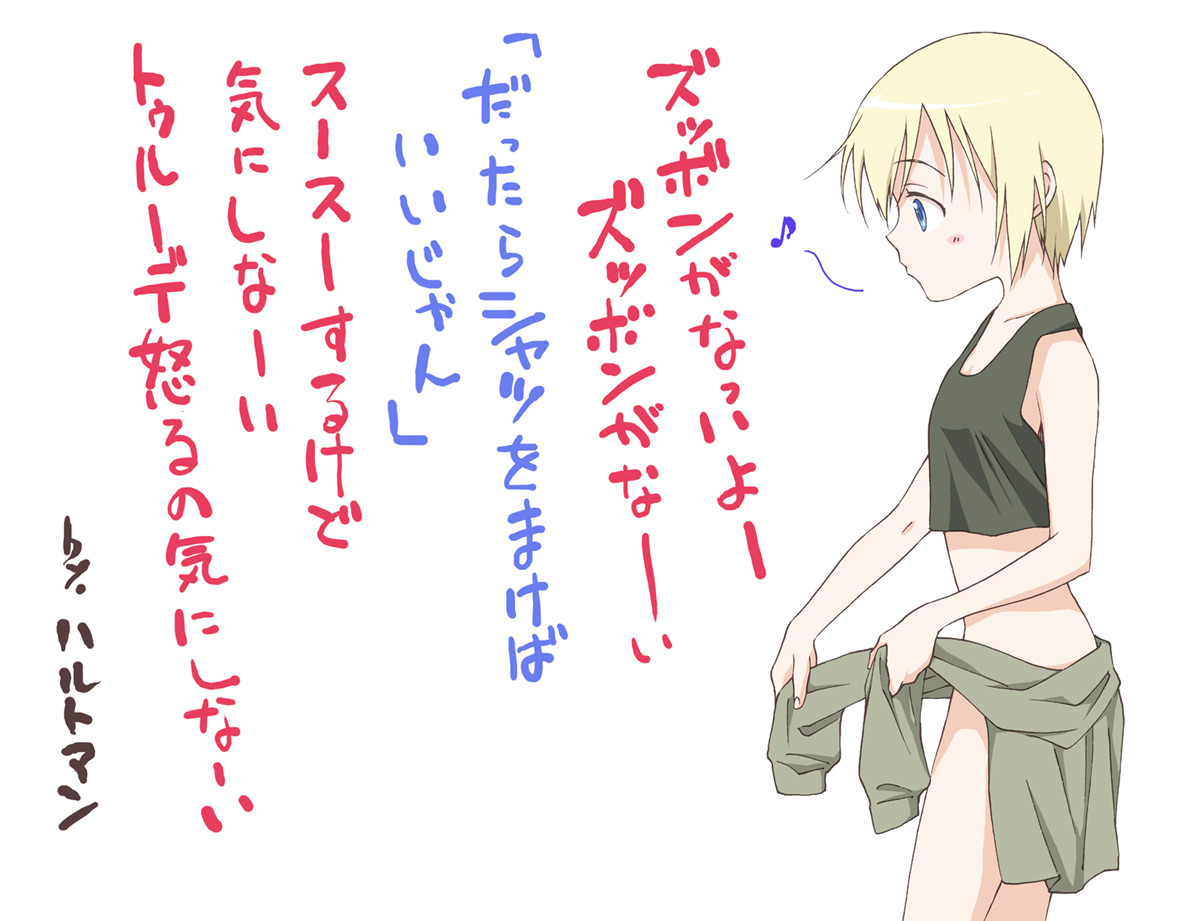 ズッボンがなっいよー
ズッボンがなーーい
「だったらシャツをまけば
いいじゃん」
スースーするけど
気にしなーい
トゥルーデ怒るの気にしなーい
by. ハルトマン